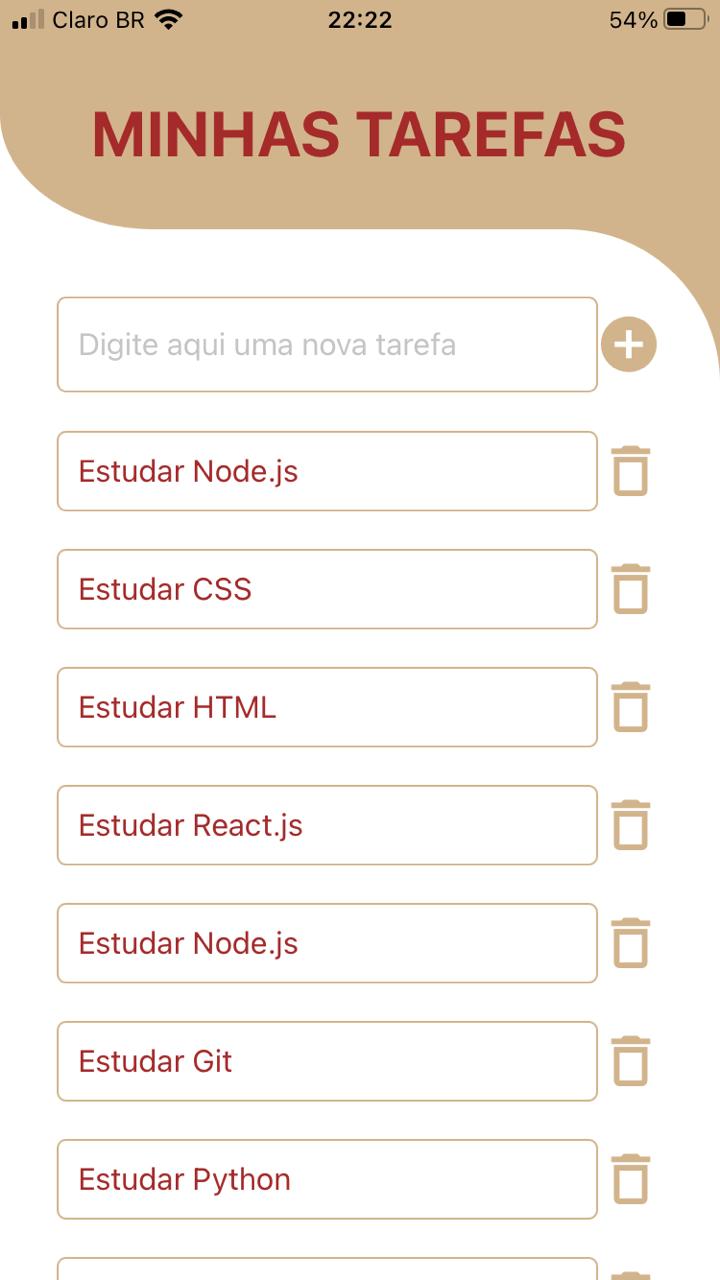 Claro BR 22:22 54%
MINHAS TAREFAS
Digite aqui uma nova tarefa
Estudar Node.js
Estudar CSS
Estudar HTML
Estudar React.js
Estudar Node.js
Estudar Git
Estudar Python